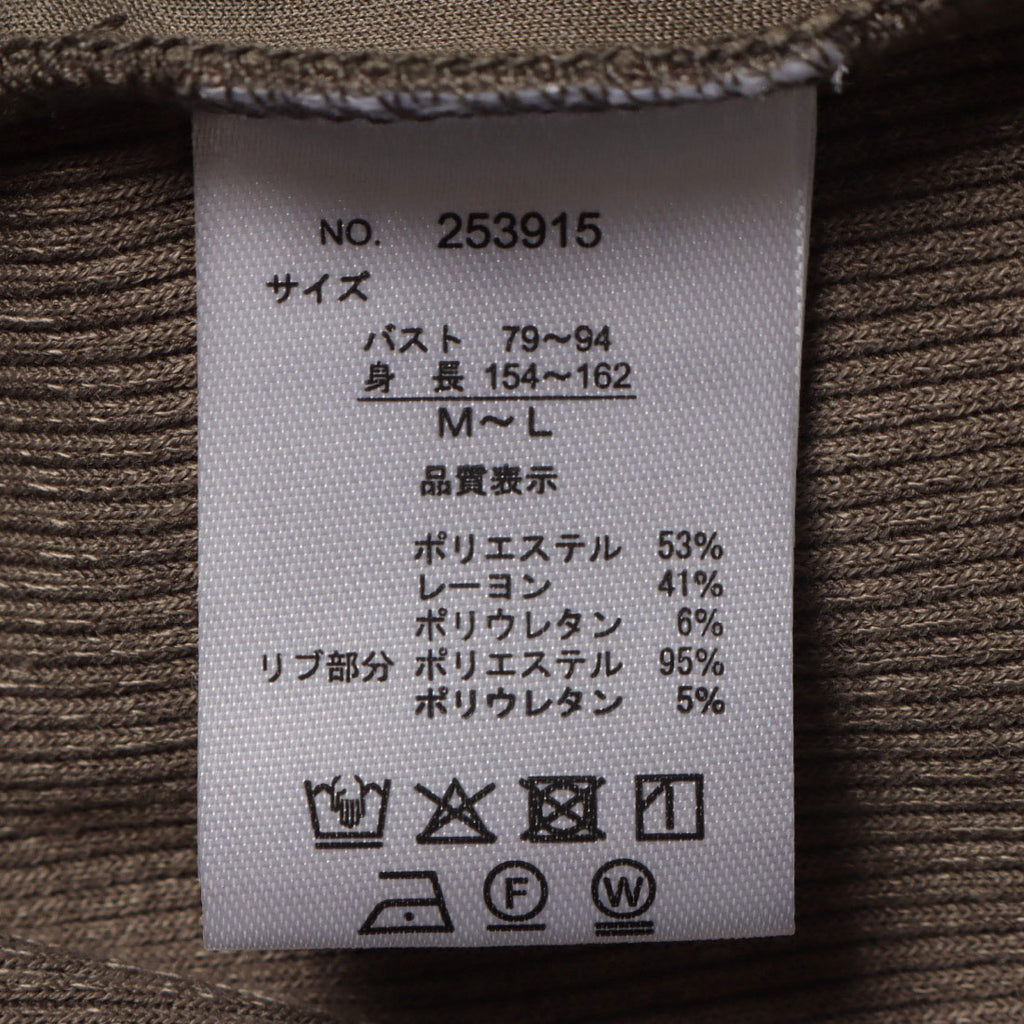 NO. 253915
サイズ
バスト 79～94
身 長 154～162
M～L
品質表示
ポリエステル 53%
レーヨン 41%
ポリウレタン 6%
リブ部分 ポリエステル 95%
ポリウレタン 5%
F W